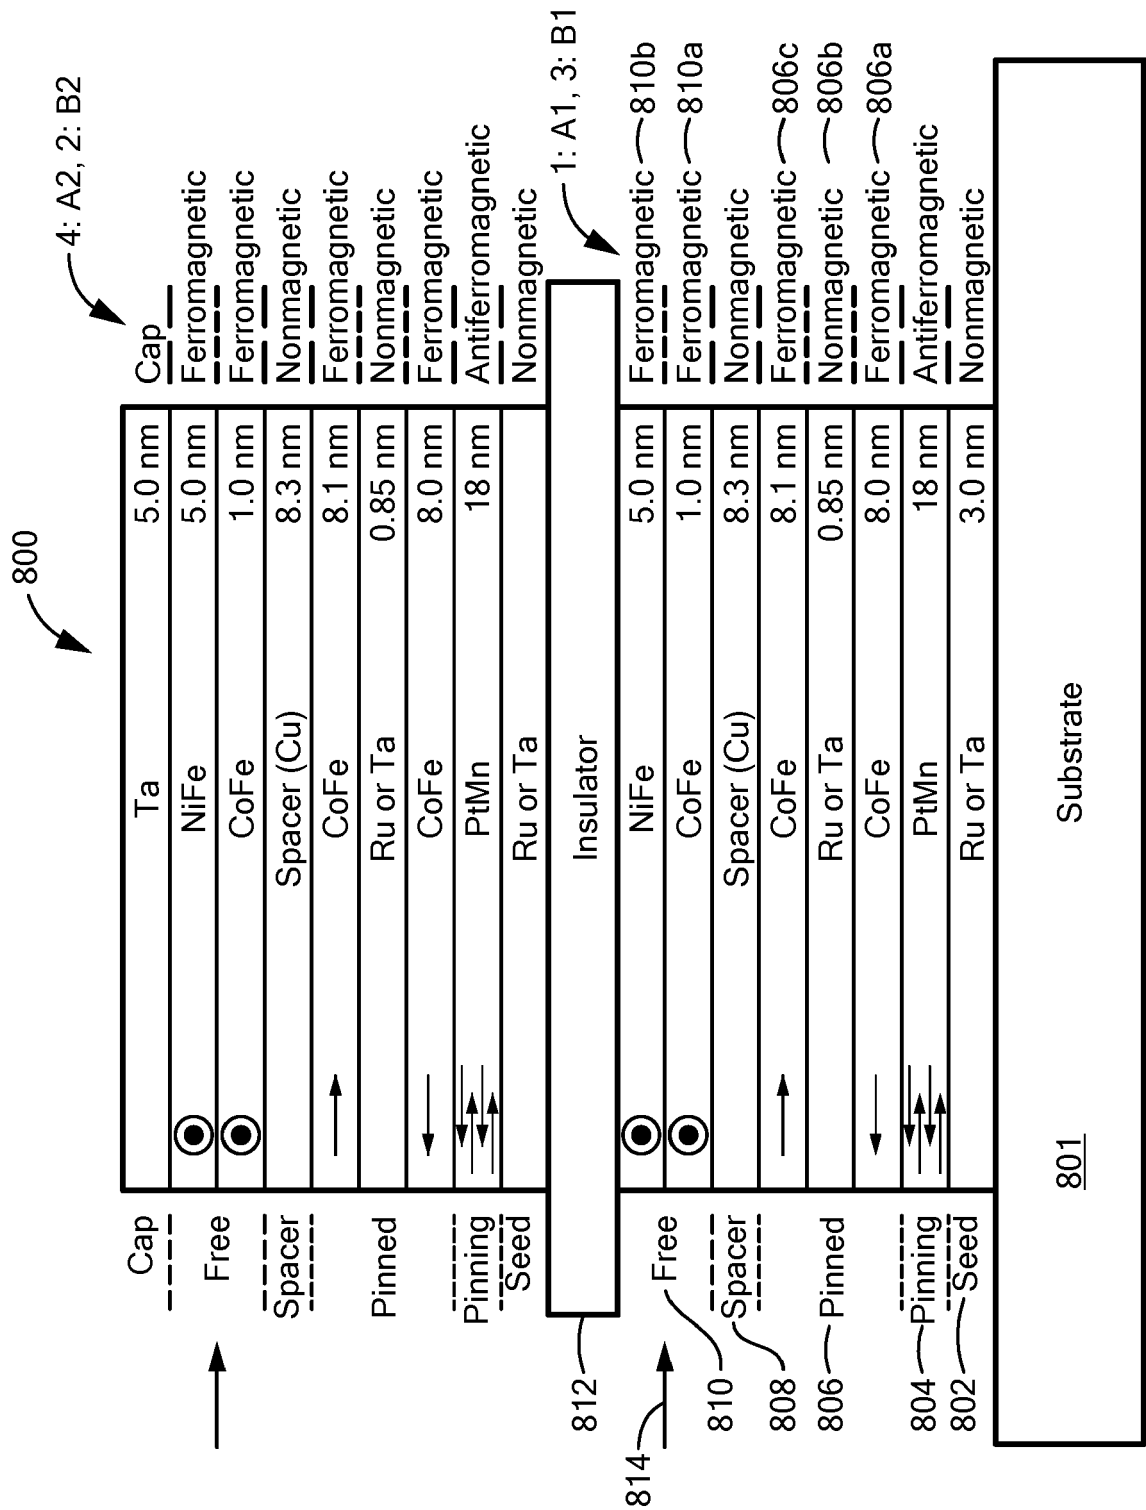 800
4: A2, 2: B2
Cap Ta 5.0 nm Cap
Free NiFe 5.0 nm Ferromagnetic
CoFe 1.0 nm Ferromagnetic
Spacer Spacer (Cu) 8.3 nm Nonmagnetic
Pinned CoFe 8.1 nm Ferromagnetic
Ru or Ta 0.85 nm Nonmagnetic
CoFe 8.0 nm Ferromagnetic
Pinning PtMn 18 nm Antiferromagnetic
Seed Ru or Ta Nonmagnetic
812 Insulator
1: A1, 3: B1
814 810 Free NiFe 5.0 nm Ferromagnetic 810b
CoFe 1.0 nm Ferromagnetic 810a
808 Spacer Spacer (Cu) 8.3 nm Nonmagnetic
806 Pinned CoFe 8.1 nm Ferromagnetic 806c
Ru or Ta 0.85 nm Nonmagnetic 806b
CoFe 8.0 nm Ferromagnetic 806a
804 Pinning PtMn 18 nm Antiferromagnetic
802 Seed Ru or Ta 3.0 nm Nonmagnetic
801 Substrate